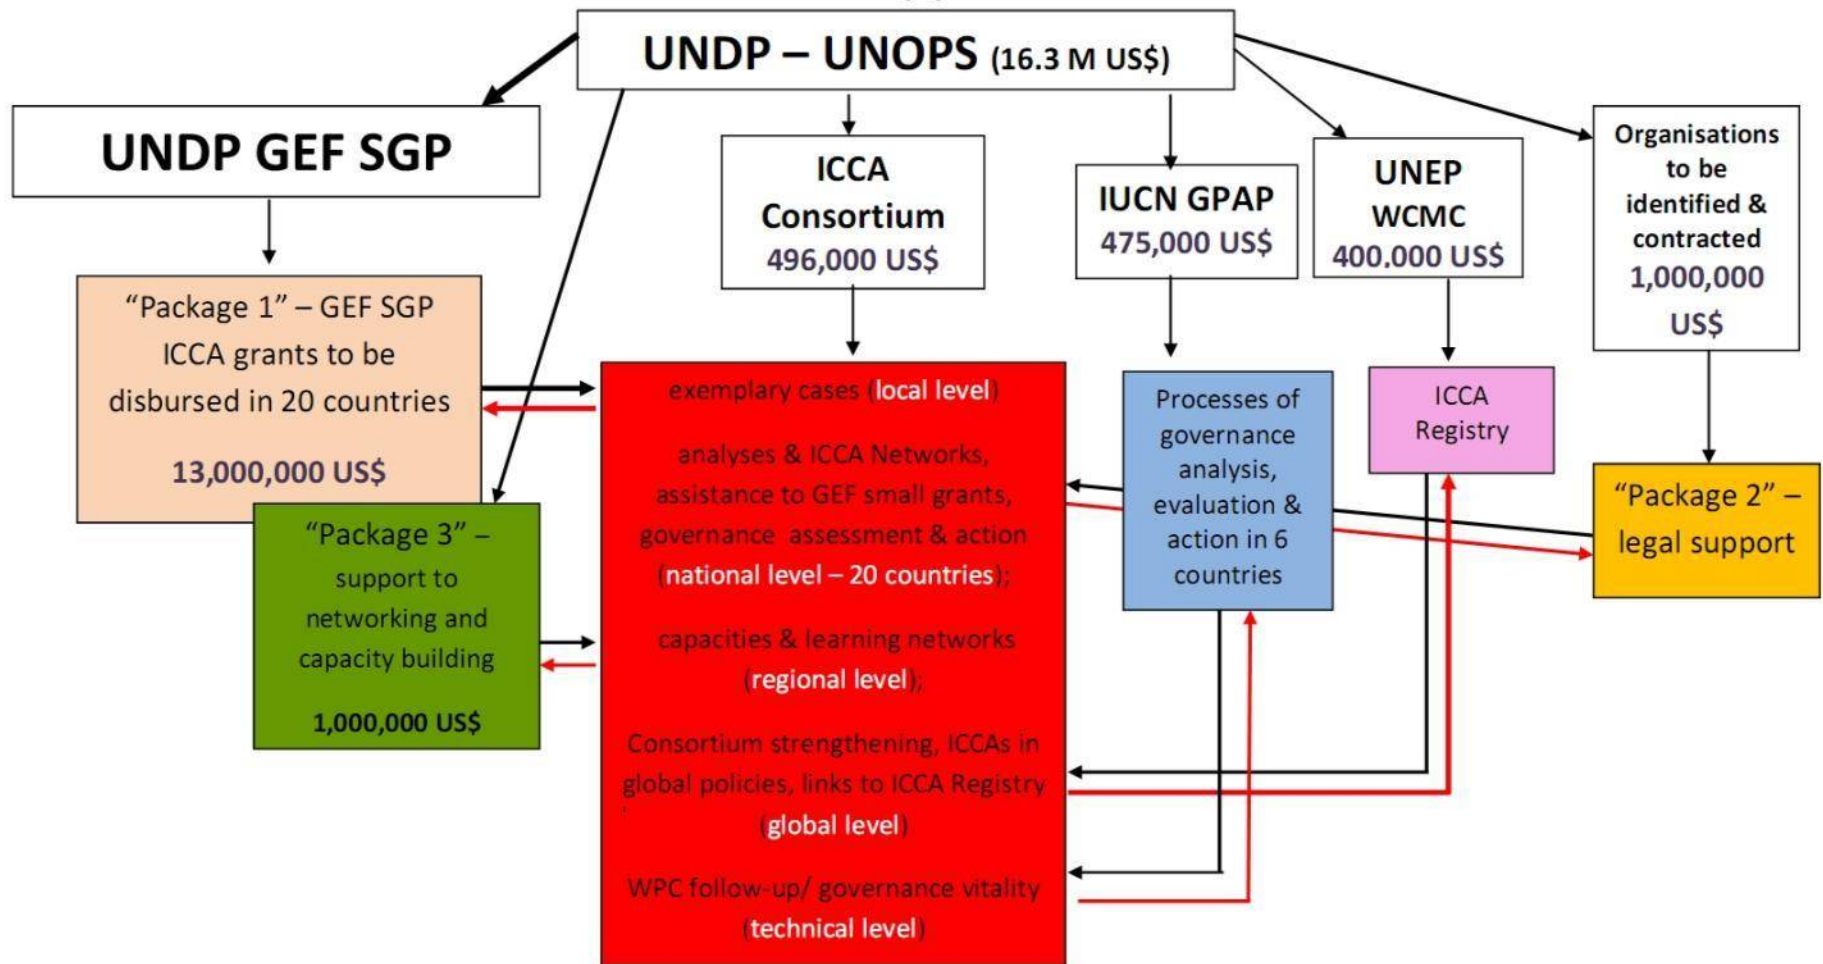 UNDP – UNOPS (16.3 M US$)
UNDP GEF SGP
ICCA
Consortium
496,000 US$
IUCN GPAP
475,000 US$
UNEP
WCMC
400,000 US$
Organisations
to be
identified &
contracted
1,000,000
US$
“Package 1” – GEF SGP
ICCA grants to be
disbursed in 20 countries
13,000,000 US$
“Package 3” –
support to
networking and
capacity building
1,000,000 US$
exemplary cases (local level)
analyses & ICCA Networks,
assistance to GEF small grants,
governance assessment & action
(national level – 20 countries);
capacities & learning networks
(regional level);
Consortium strengthening, ICCAs in
global policies, links to ICCA Registry
(global level)
WPC follow-up/ governance vitality
(technical level)
Processes of
governance
analysis,
evaluation &
action in 6
countries
ICCA
Registry
“Package 2” –
legal support